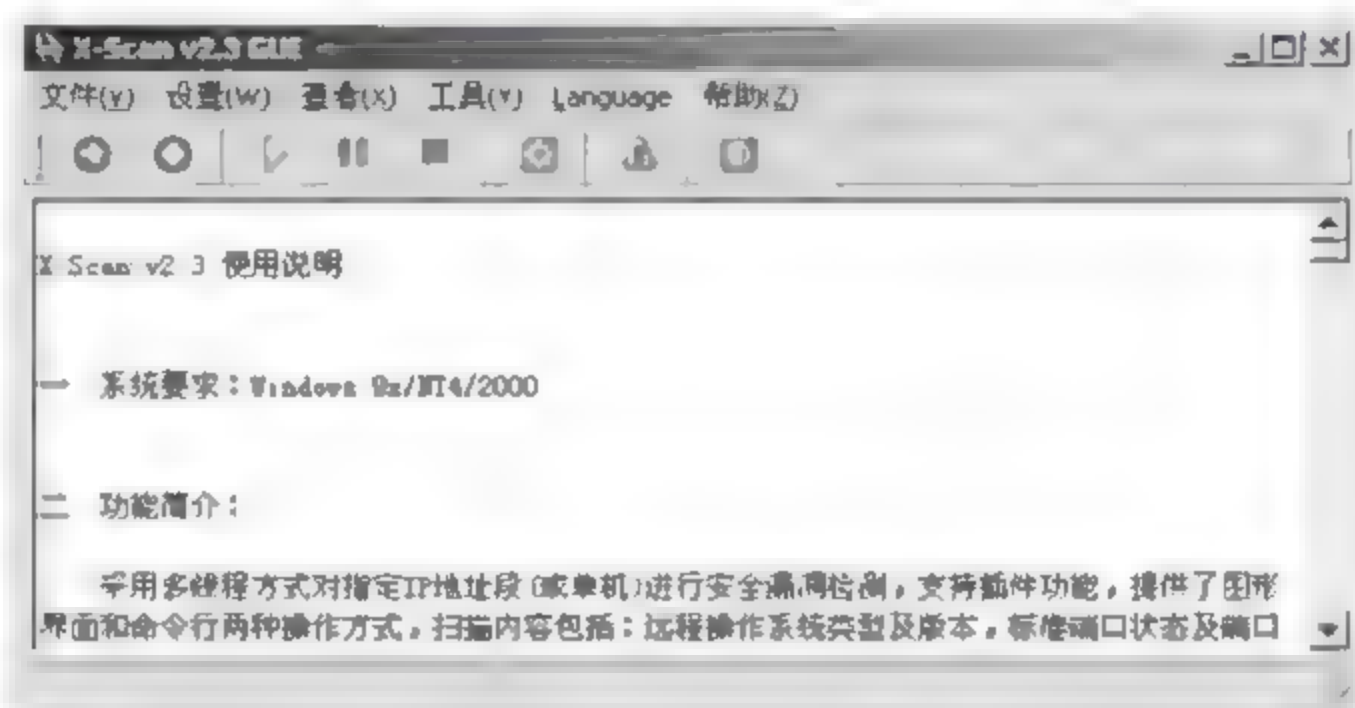 X-Scan v2.3 GUI
文件(V) 设置(W) 查看(X) 工具(Y) Language 帮助(Z)
X-Scan v2.3 使用说明
一 系统要求：Windows 9x/NT4/2000
二 功能简介：
采用多线程方式对指定IP地址段(或单机)进行安全漏洞检测，支持插件功能，提供了图形
界面和命令行两种操作方式，扫描内容包括：远程操作系统类型及版本，标准端口状态及端口